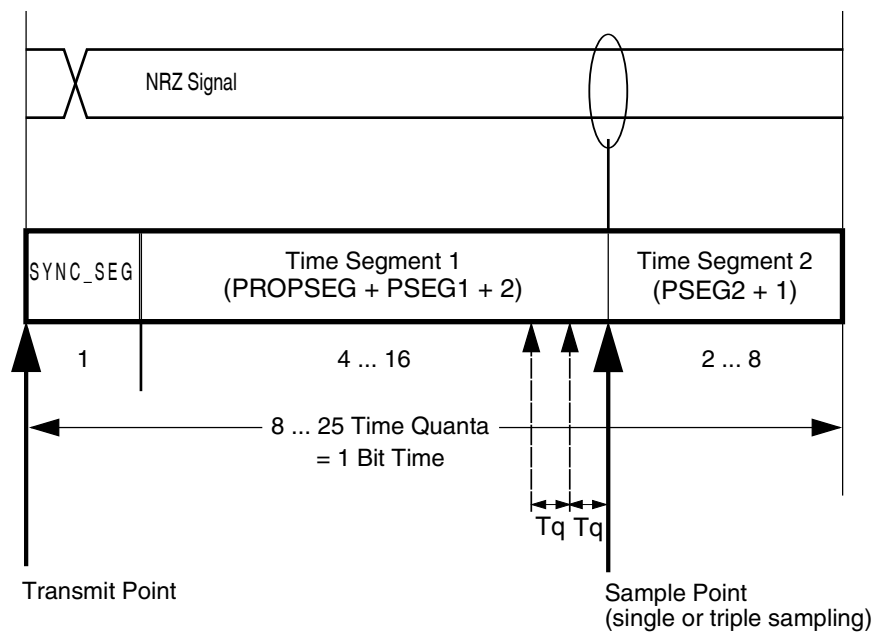 NRZ Signal
SYNC_SEG
Time Segment 1
(PROPSEG + PSEG1 + 2)
Time Segment 2
(PSEG2 + 1)
1
4 ... 16
2 ... 8
8 ... 25 Time Quanta
= 1 Bit Time
Tq Tq
Transmit Point
Sample Point
(single or triple sampling)